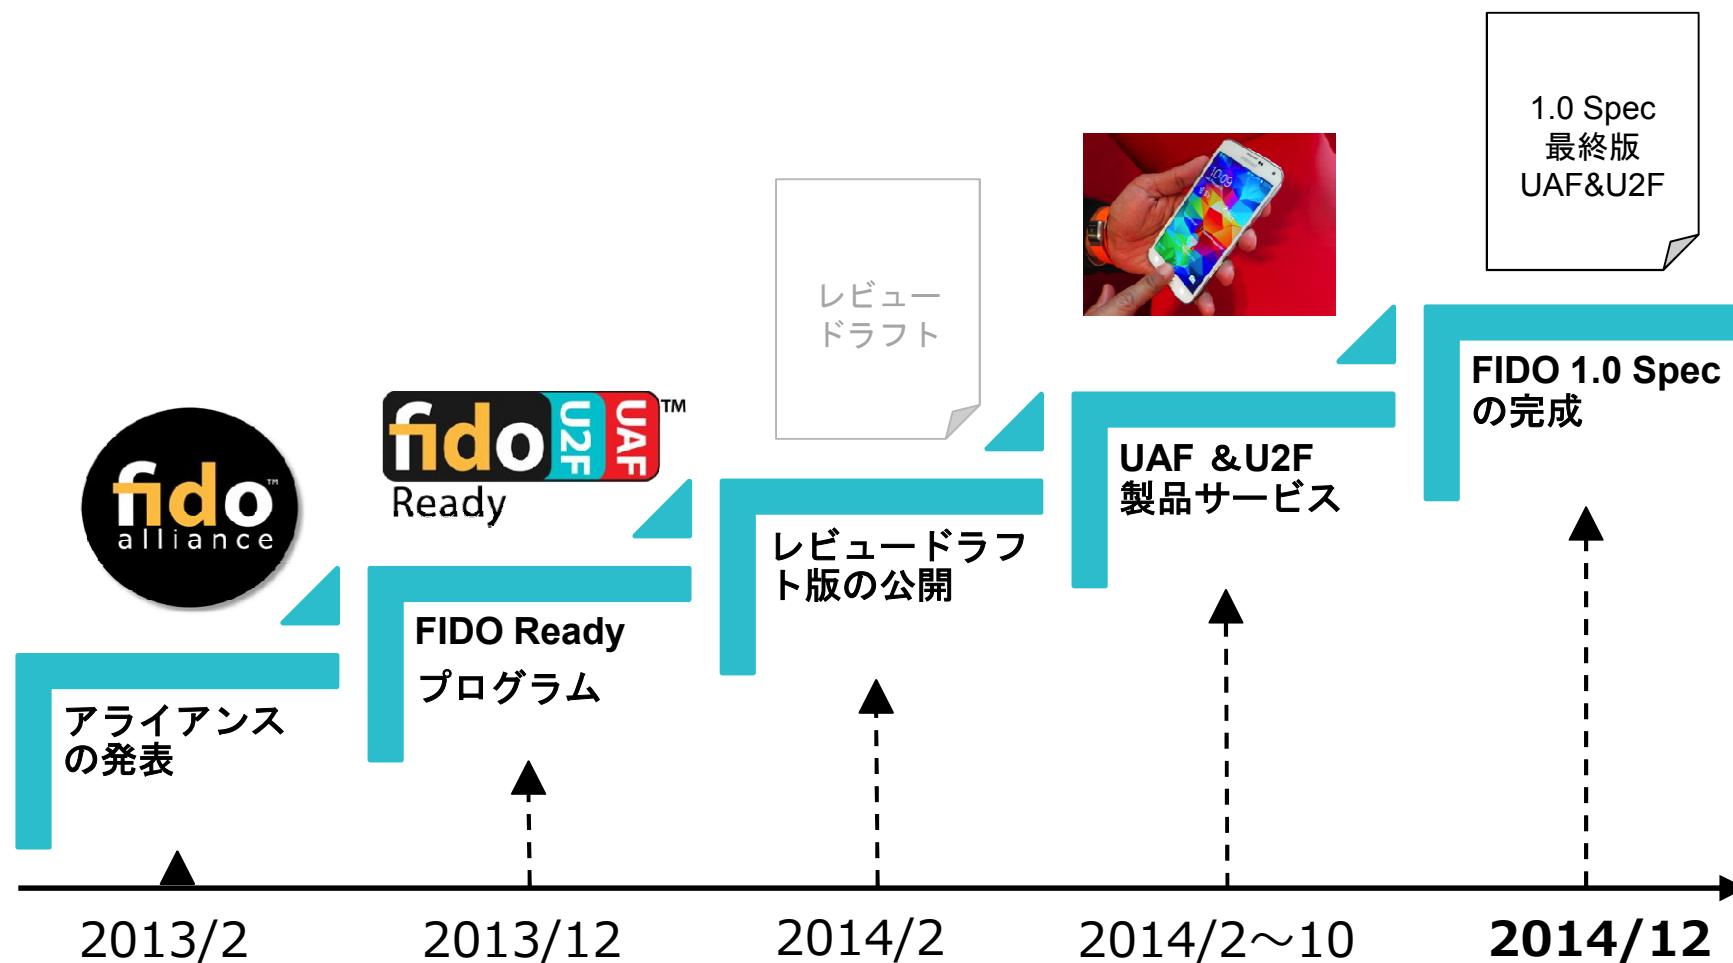 1.0 Spec
最終版
UAF&U2F
レビュー
ドラフト
10:09
fido U2F UAF TM
Ready
fido TM
alliance
FIDO 1.0 Spec
の完成
UAF &U2F
製品サービス
レビュードラフ
ト版の公開
FIDO Ready
プログラム
アライアンス
の発表
2013/2
2013/12
2014/2
2014/2～10
2014/12